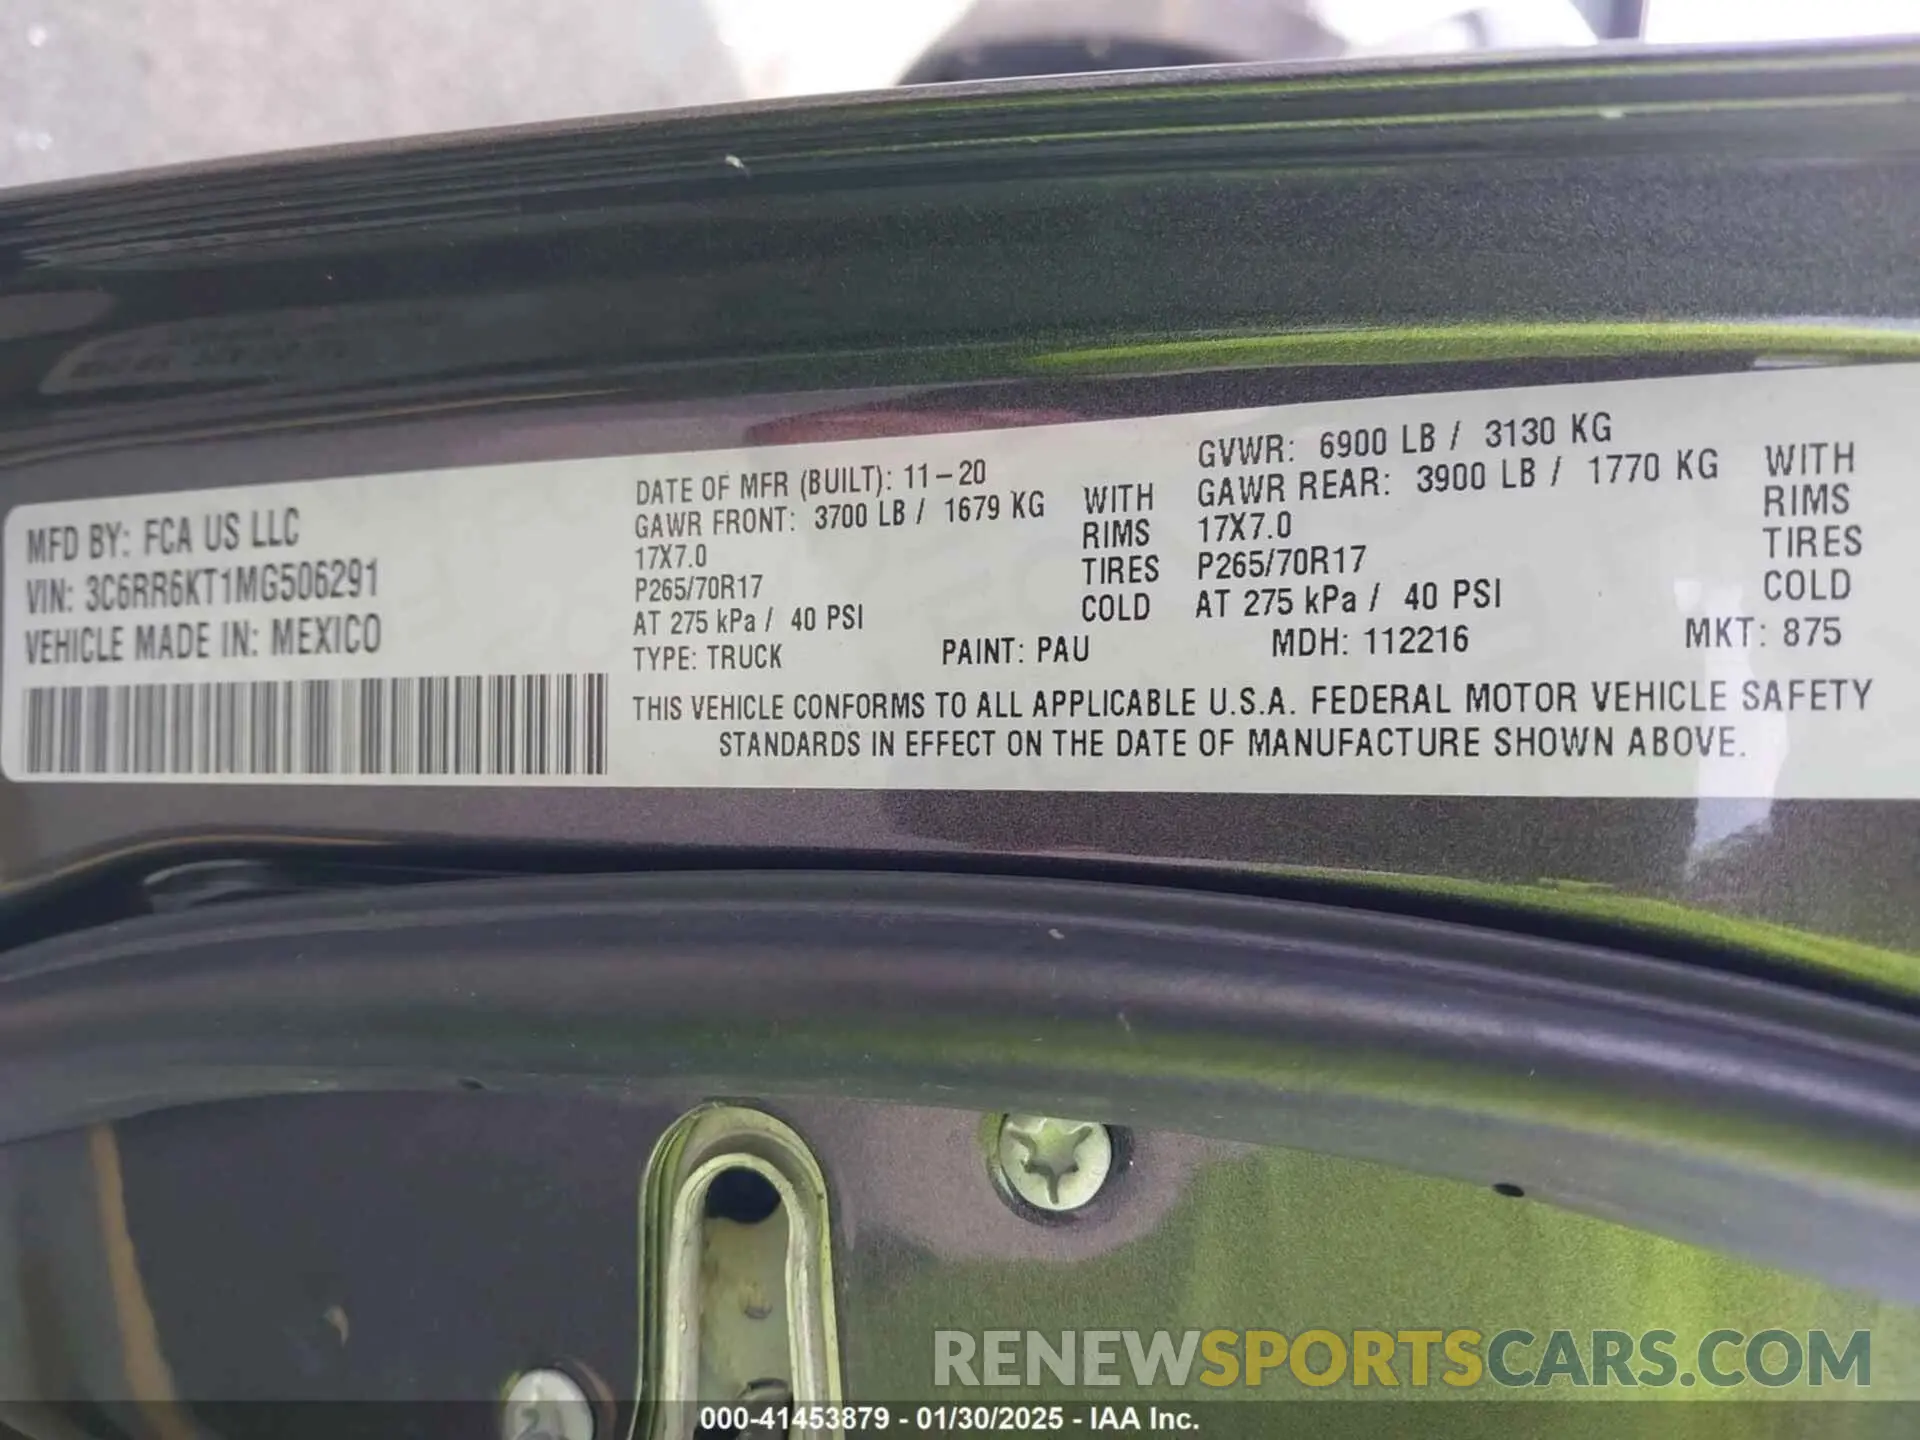 MFD BY: FCA US LLC
VIN: 3C6RR6KT1MG506291
VEHICLE MADE IN: MEXICO
DATE OF MFR (BUILT): 11-20
GAWR FRONT: 3700 LB / 1679 KG WITH
17X7.0 RIMS
P265/70R17 TIRES
AT 275 kPa / 40 PSI COLD
GVWR: 6900 LB / 3130 KG
GAWR REAR: 3900 LB / 1770 KG WITH
17X7.0 RIMS
P265/70R17 TIRES
AT 275 kPa / 40 PSI COLD
TYPE: TRUCK PAINT: PAU MDH: 112216 MKT: 875
THIS VEHICLE CONFORMS TO ALL APPLICABLE U.S.A. FEDERAL MOTOR VEHICLE SAFETY
STANDARDS IN EFFECT ON THE DATE OF MANUFACTURE SHOWN ABOVE.
RENEWSPORTSCARS.COM
000-41453879 - 01/30/2025 - IAA Inc.